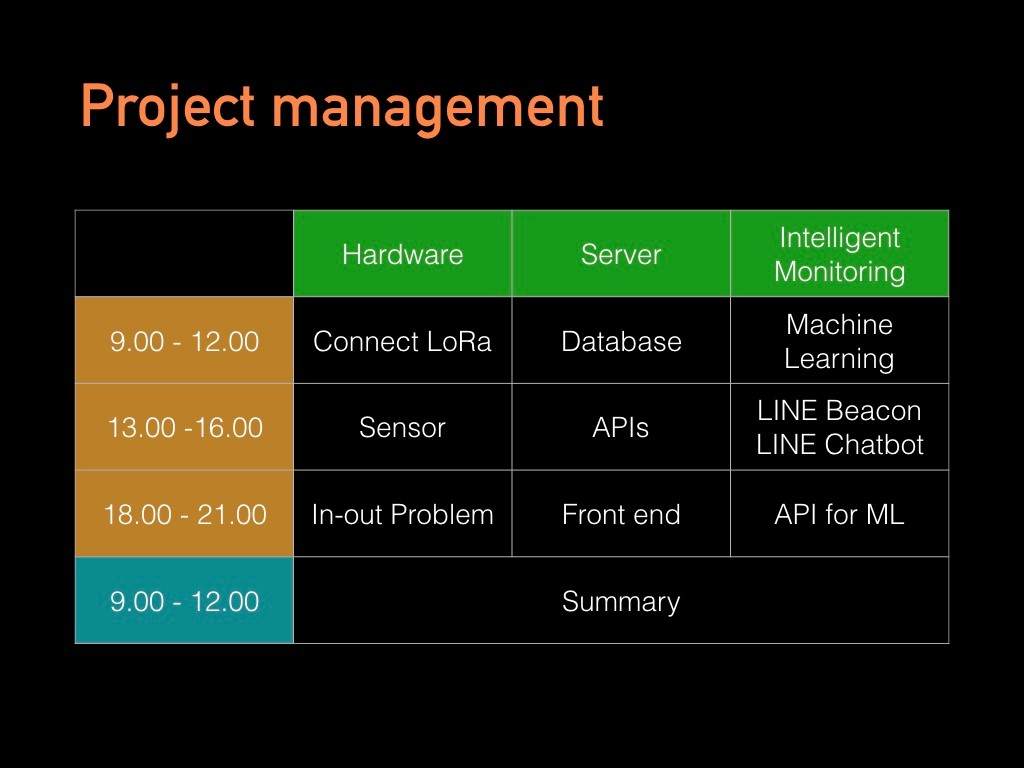 Project management
Hardware
Server
Intelligent
Monitoring
9.00 - 12.00
Connect LoRa
Database
Machine
Learning
13.00 -16.00
Sensor
APIs
LINE Beacon
LINE Chatbot
18.00 - 21.00
In-out Problem
Front end
API for ML
9.00 - 12.00
Summary